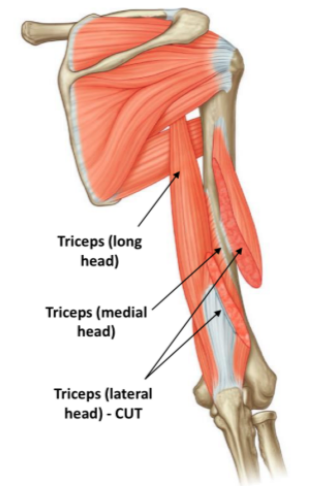 Triceps (long
head)
Triceps (medial
head)
Triceps (lateral
head) - CUT